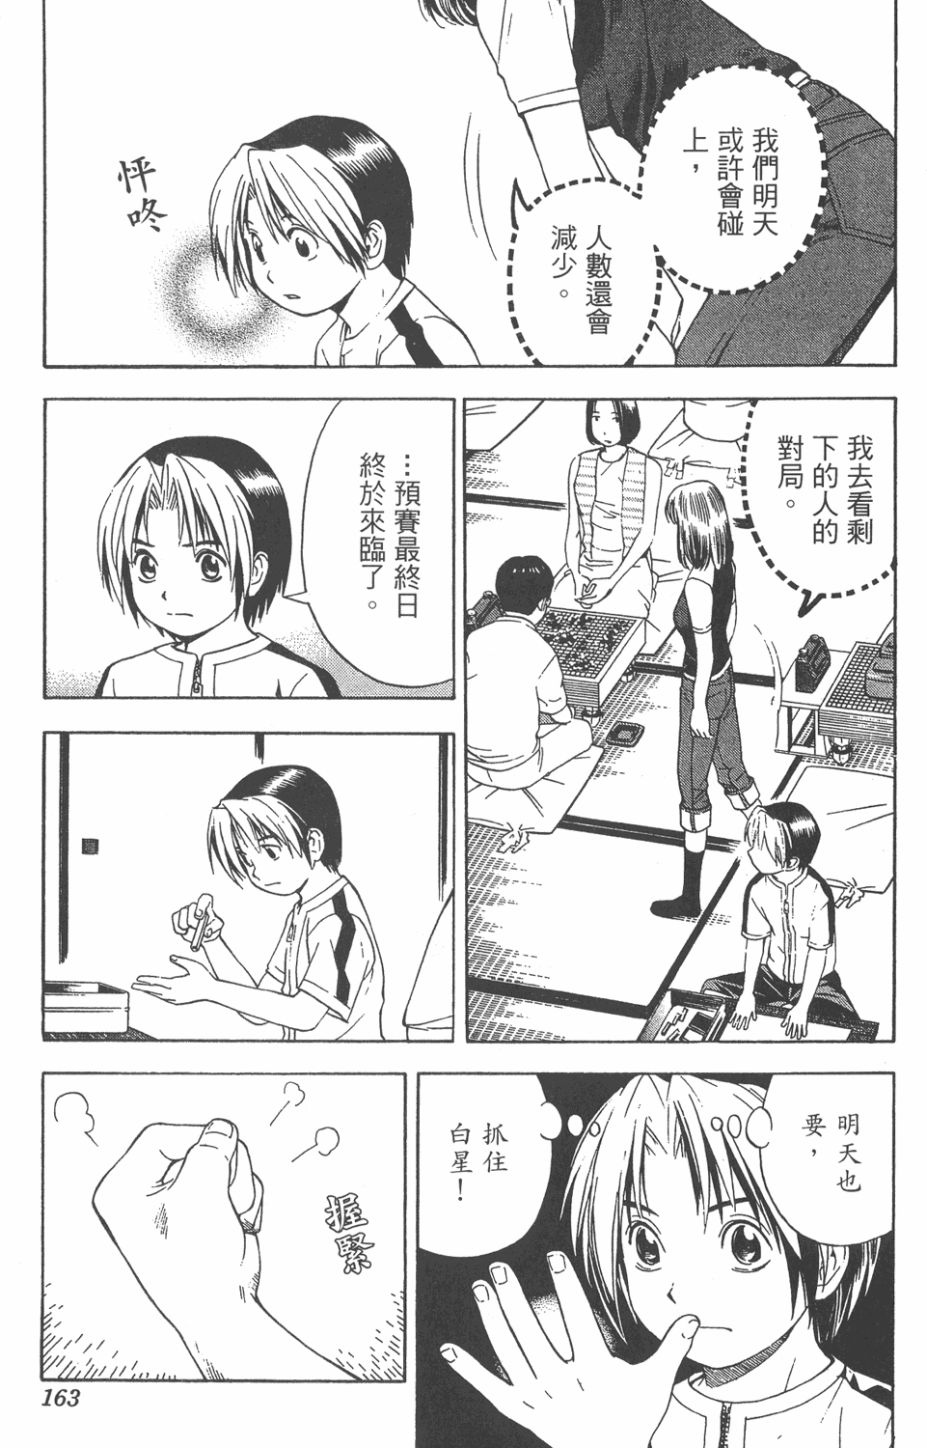 我們明天
或許會碰
上，
人數還會
減少。
怦咚
我去看剩
下的人的
對局。
…預賽最終日
終於來臨了。
明天也
要，
抓住
白星！
握緊
163